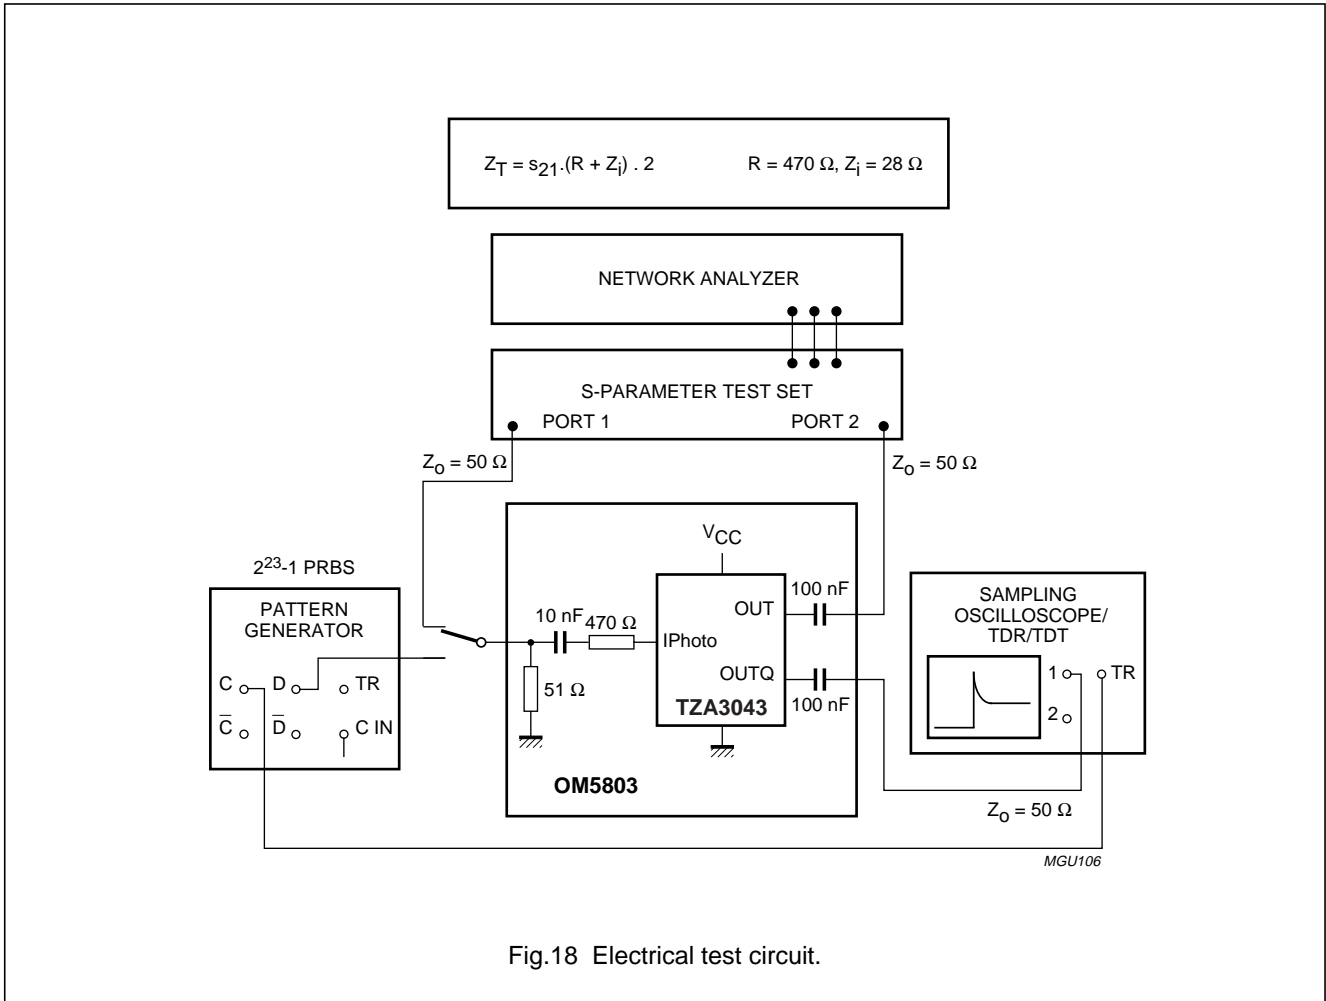 Z_T = s_21.(R + Z_i) . 2
R = 470 Ω, Z_i = 28 Ω
NETWORK ANALYZER
S-PARAMETER TEST SET
PORT 1
PORT 2
Z_o = 50 Ω
Z_o = 50 Ω
V_CC
2^23-1 PRBS
PATTERN
GENERATOR
C
D
TR
C̅
D̅
C IN
10 nF
470 Ω
51 Ω
IPhoto
OUT
OUTQ
TZA3043
100 nF
100 nF
OM5803
SAMPLING
OSCILLOSCOPE/
TDR/TDT
1
TR
2
Z_o = 50 Ω
MGU106
Fig.18 Electrical test circuit.